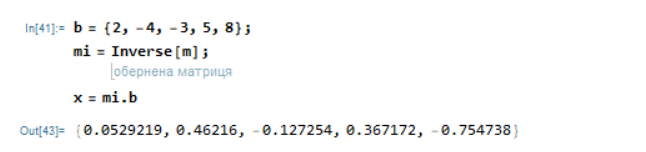 In[41]:= b = {2, -4, -3, 5, 8};
mi = Inverse[m];
обернена матриця
x = mi.b
Out[43]= {0.0529219, 0.46216, -0.127254, 0.367172, -0.754738}